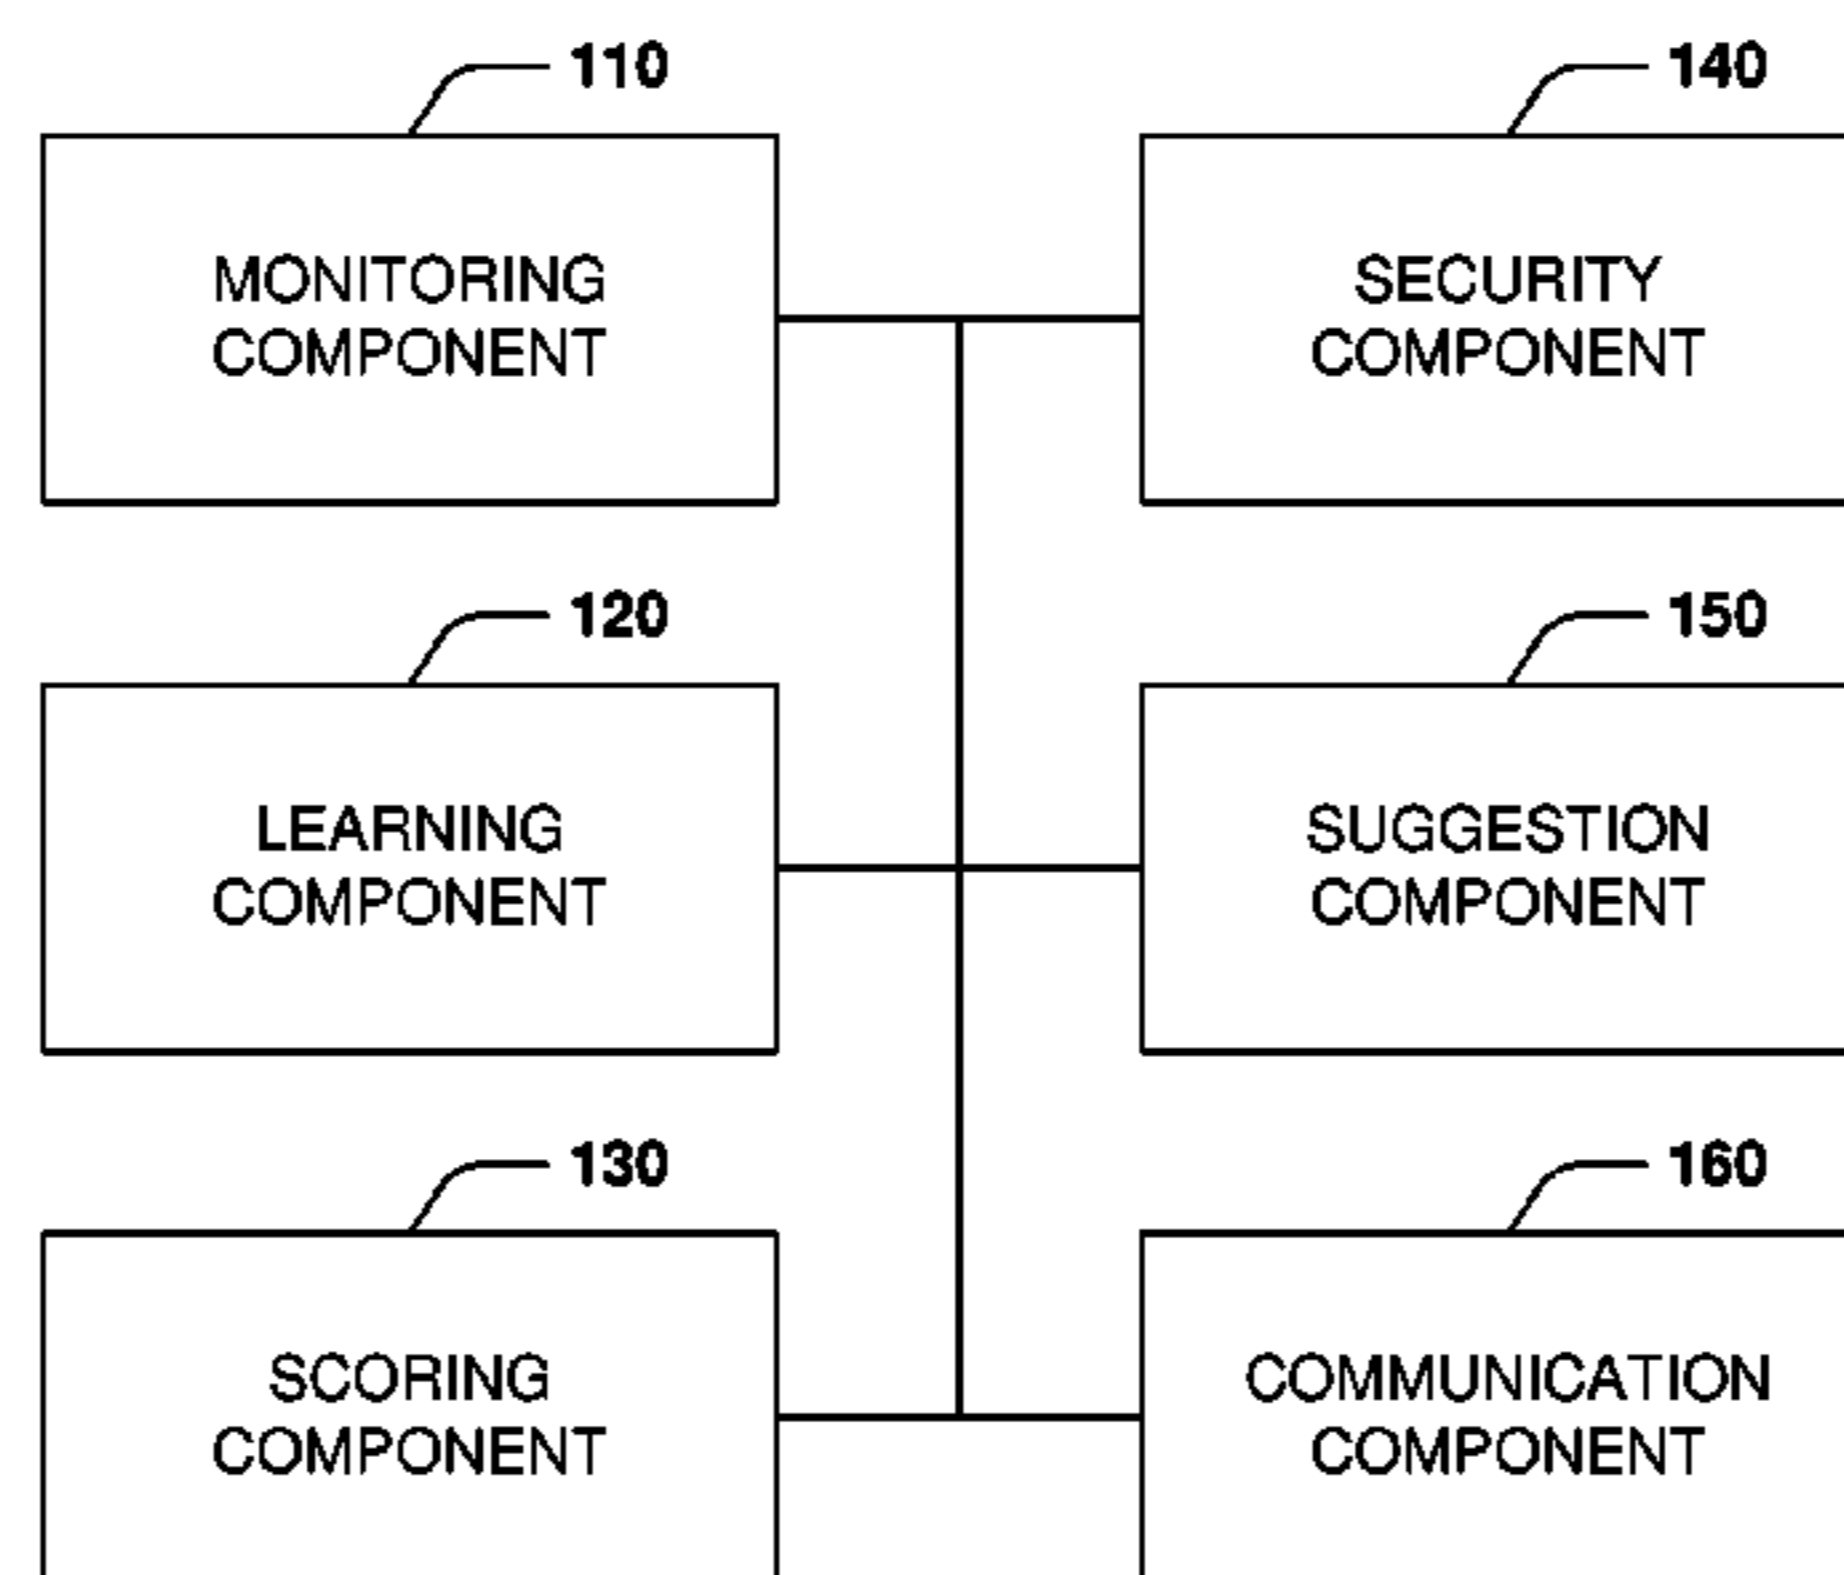 110
MONITORING
COMPONENT
140
SECURITY
COMPONENT
120
LEARNING
COMPONENT
150
SUGGESTION
COMPONENT
130
SCORING
COMPONENT
160
COMMUNICATION
COMPONENT